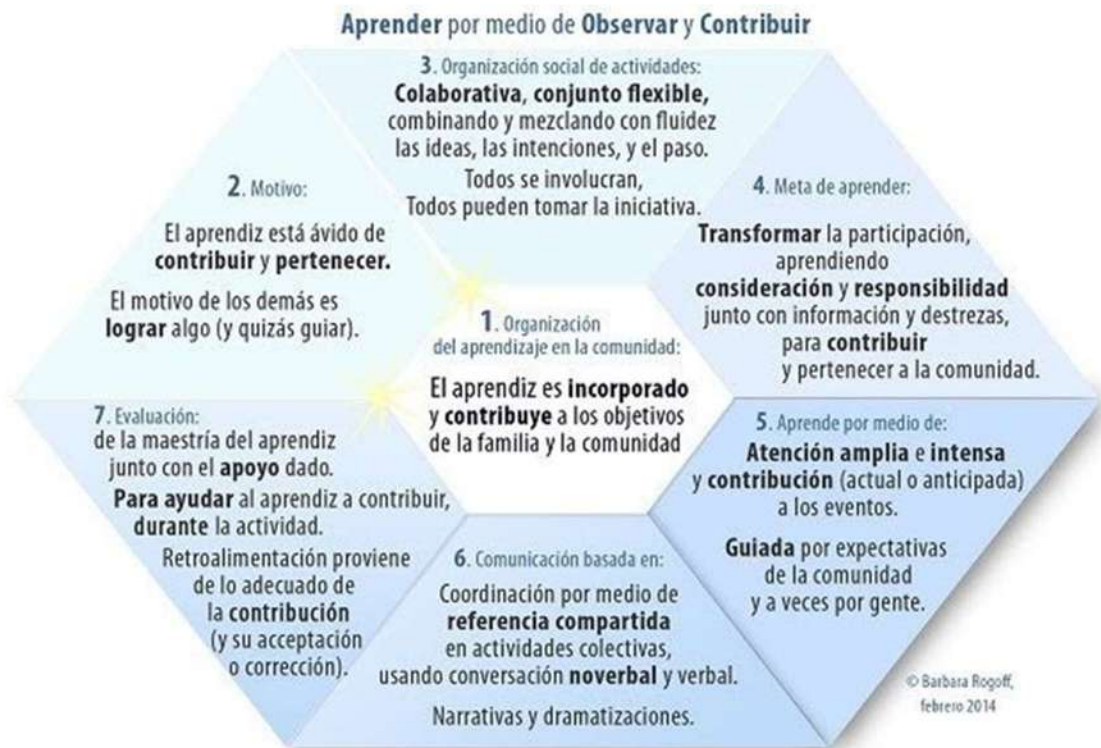 Aprender por medio de Observar y Contribuir
1. Organización
del aprendizaje en la comunidad:
El aprendiz es incorporado
y contribuye a los objetivos
de la familia y la comunidad
2. Motivo:
El aprendiz está ávido de
contribuir y pertenecer.
El motivo de los demás es
lograr algo (y quizás guiar).
3. Organización social de actividades:
Colaborativa, conjunto flexible,
combinando y mezclando con fluidez
las ideas, las intenciones, y el paso.
Todos se involucran,
Todos pueden tomar la iniciativa.
4. Meta de aprender:
Transformar la participación,
aprendiendo
consideración y responsabilidad
junto con información y destrezas,
para contribuir
y pertenecer a la comunidad.
5. Aprende por medio de:
Atención amplia e intensa
y contribución (actual o anticipada)
a los eventos.
Guiada por expectativas
de la comunidad
y a veces por gente.
6. Comunicación basada en:
Coordinación por medio de
referencia compartida
en actividades colectivas,
usando conversación noverbal y verbal.
Narrativas y dramatizaciones.
7. Evaluación:
de la maestría del aprendiz
junto con el apoyo dado.
Para ayudar al aprendiz a contribuir,
durante la actividad.
Retroalimentación proviene
de lo adecuado de
la contribución
(y su acceptación
o corrección).
© Barbara Rogoff,
febrero 2014